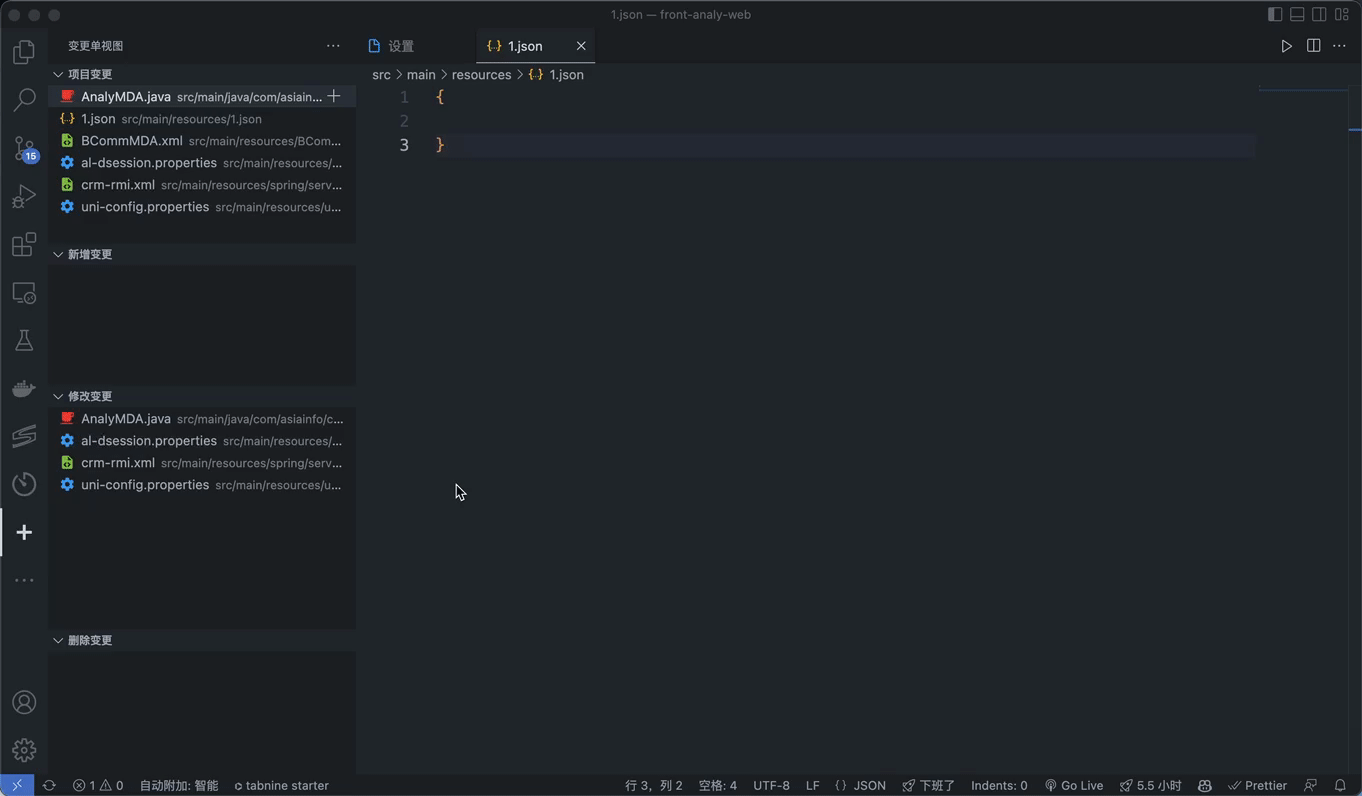 1.json — front-analy-web
变更单视图
设置
1.json
项目变更
src > main > resources > 1.json
AnalyMDA.java src/main/java/com/asiain...
1.json src/main/resources/1.json
BCommMDA.xml src/main/resources/BCom...
al-dsession.properties src/main/resources/...
crm-rmi.xml src/main/resources/spring/serv...
uni-config.properties src/main/resources/u...
1 {
2
3 }
15
新增变更
修改变更
AnalyMDA.java src/main/java/com/asiainfo/c...
al-dsession.properties src/main/resources/...
crm-rmi.xml src/main/resources/spring/serv...
uni-config.properties src/main/resources/u...
删除变更
1 0 自动附加: 智能 tabnine starter 行 3，列 2 空格: 4 UTF-8 LF {} JSON 下班了 Indents: 0 Go Live 5.5 小时 Prettier